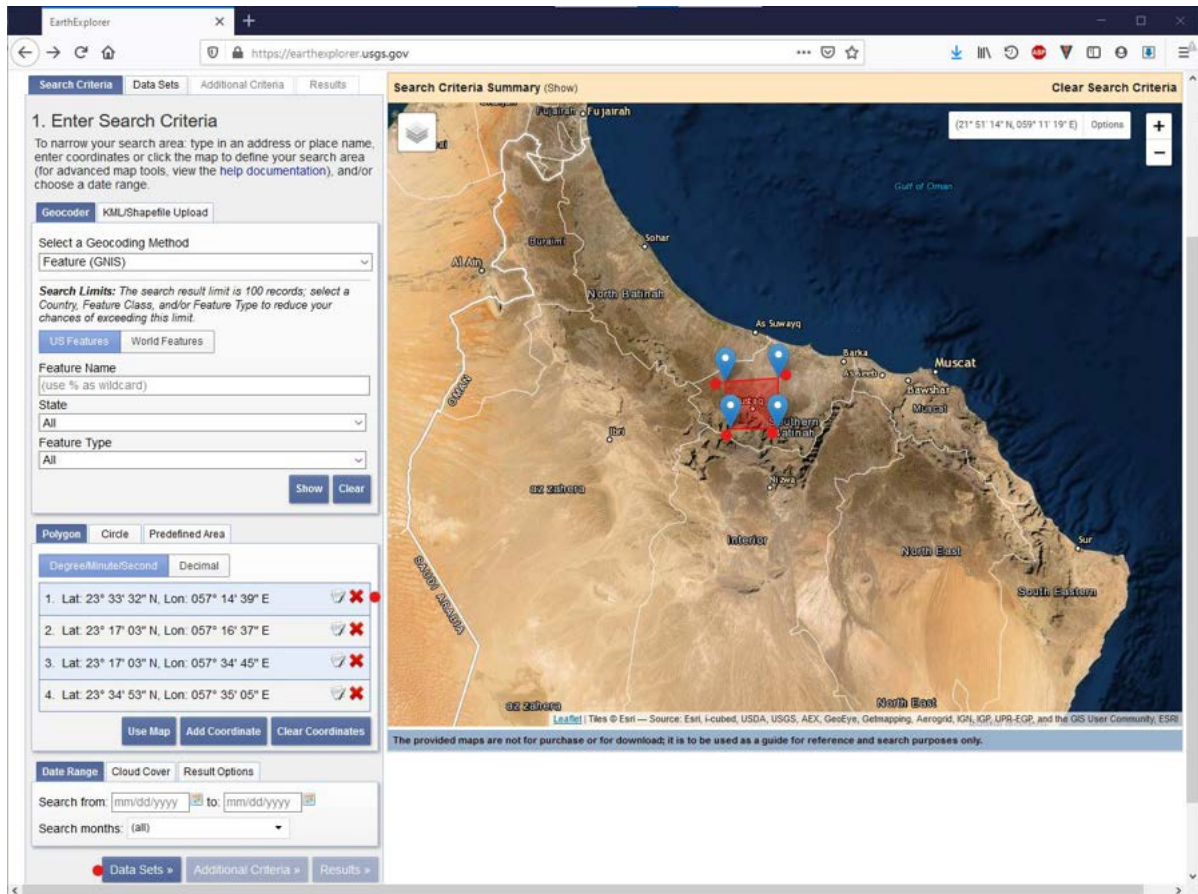 EarthExplorer
https://earthexplorer.usgs.gov
ABP
Search Criteria
Data Sets
Additional Criteria
Results
1. Enter Search Criteria
To narrow your search area: type in an address or place name,
enter coordinates or click the map to define your search area
(for advanced map tools, view the help documentation), and/or
choose a date range.
Geocoder
KML/Shapefile Upload
Select a Geocoding Method
Feature (GNIS)
Search Limits: The search result limit is 100 records; select a
Country, Feature Class, and/or Feature Type to reduce your
chances of exceeding this limit.
US Features
World Features
Feature Name
(use % as wildcard)
State
All
Feature Type
All
Show
Clear
Polygon
Circle
Predefined Area
Degree/Minute/Second
Decimal
1. Lat: 23° 33' 32" N, Lon: 057° 14' 39" E
2. Lat: 23° 17' 03" N, Lon: 057° 16' 37" E
3. Lat: 23° 17' 03" N, Lon: 057° 34' 45" E
4. Lat: 23° 34' 53" N, Lon: 057° 35' 05" E
Use Map
Add Coordinate
Clear Coordinates
Date Range
Cloud Cover
Result Options
Search from: mm/dd/yyyy to: mm/dd/yyyy
Search months: (all)
Data Sets »
Additional Criteria »
Results »
Search Criteria Summary (Show)
Clear Search Criteria
(21° 51' 14" N, 059° 11' 19" E)
Options
+
−
Fujairah
Fujairah
Gulf of Oman
Buraimi
Sohar
Al Ain
North Batinah
As Suwayq
Barka
Muscat
As Seeb
Bawshar
Muscat
OMAN
Southern
Batinah
Ibri
Nizwa
az zahera
Interior
North East
Sur
South Eastern
SAUDI ARABIA
az zahera
North East
Leaflet | Tiles © Esri — Source: Esri, i-cubed, USDA, USGS, AEX, GeoEye, Getmapping, Aerogrid, IGN, IGP, UPR-EGP, and the GIS User Community, ESRI
The provided maps are not for purchase or for download; it is to be used as a guide for reference and search purposes only.